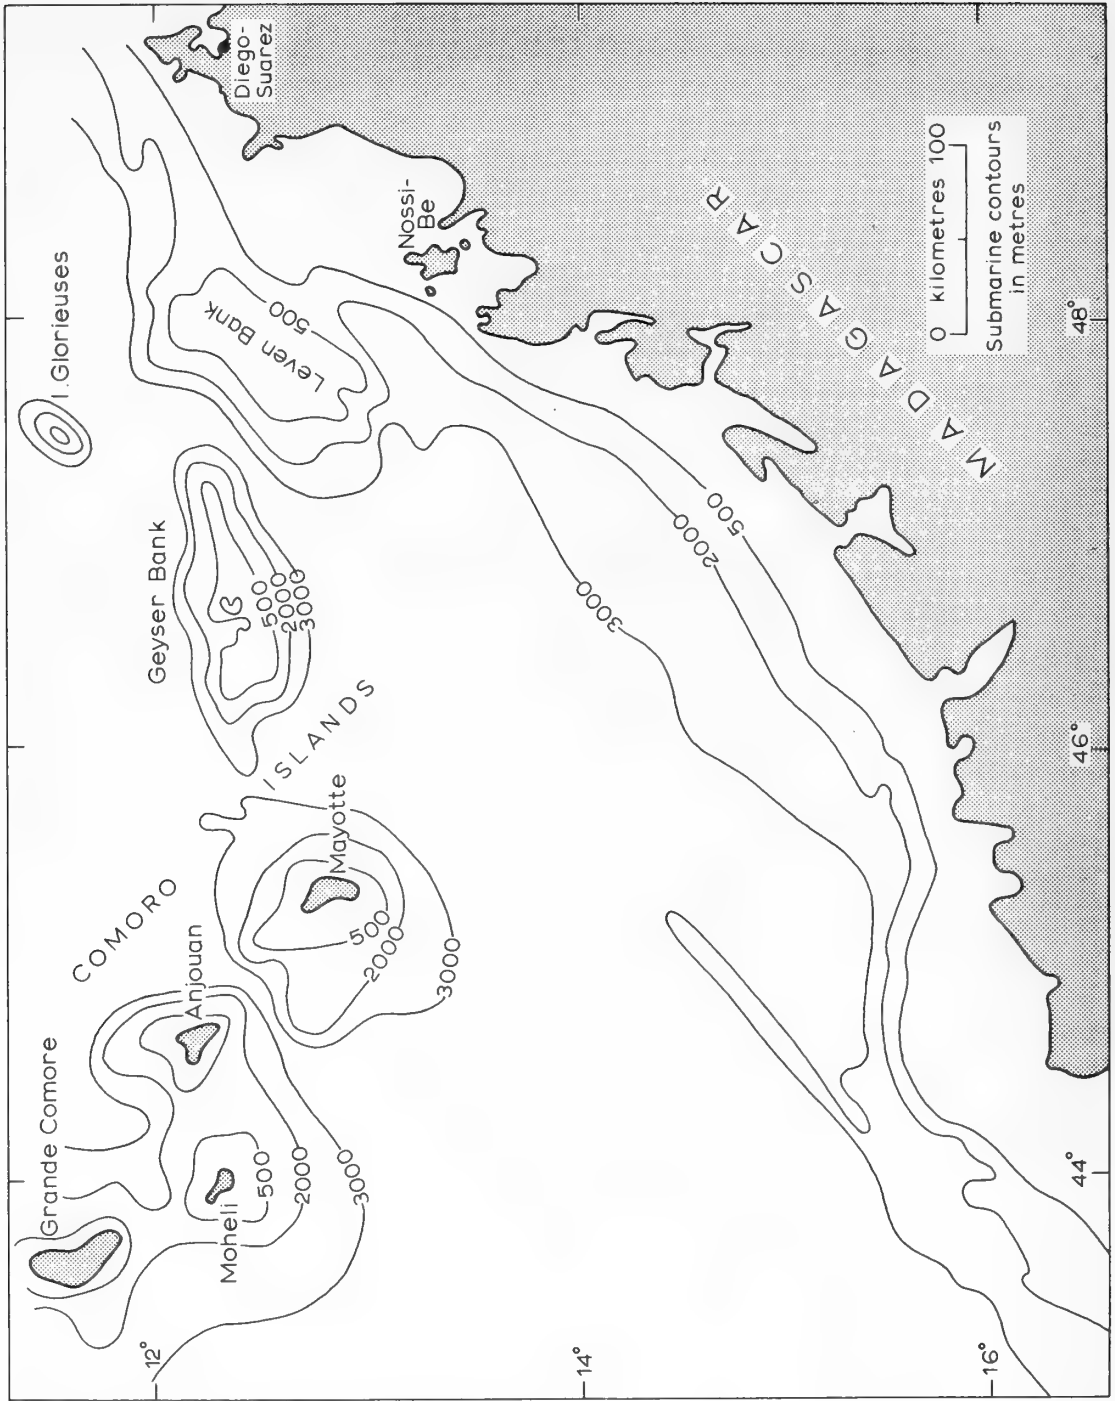 Grande Comore
Moheli
500
2000
3000
Anjouan
COMORO
ISLANDS
Mayotte
500
2000
3000
Geyser Bank
500
2000
3000
I. Glorieuses
Leven Bank
500
Diego-
Suarez
Nossi-
Be
3000
2000
500
MADAGASCAR
0 kilometres 100
Submarine contours
in metres
12°
14°
16°
44°
46°
48°